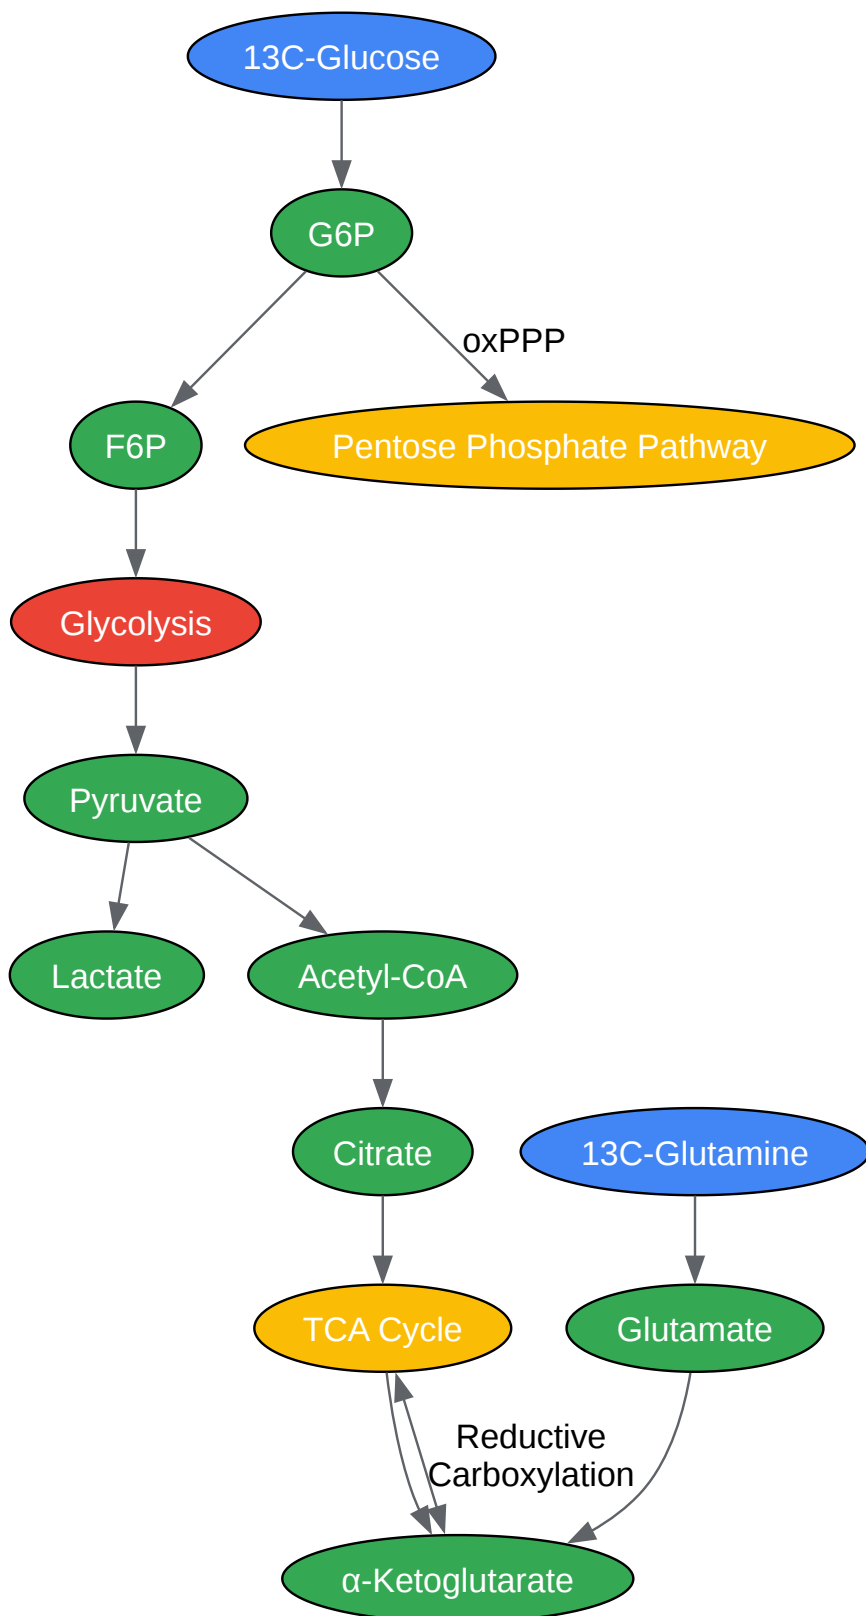 13C-Glucose
G6P
oxPPP
F6P
Pentose Phosphate Pathway
Glycolysis
Pyruvate
Lactate
Acetyl-CoA
Citrate
13C-Glutamine
TCA Cycle
Glutamate
Reductive
Carboxylation
α-Ketoglutarate